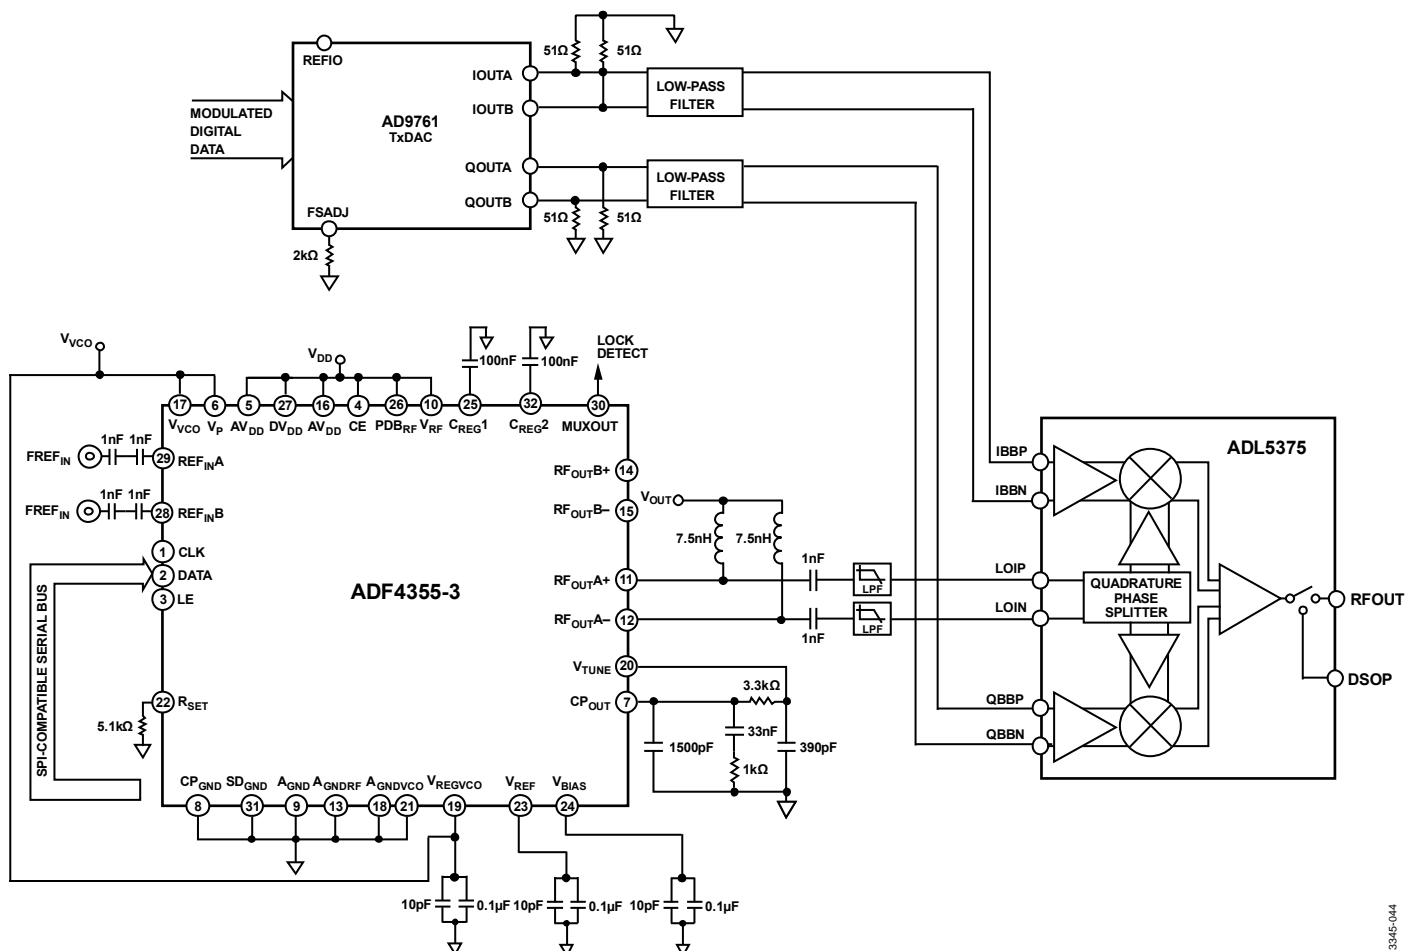 51Ω
51Ω
REFIO
IOUTA
IOUTB
QOUTA
QOUTB
MODULATED
DIGITAL
DATA
AD9761
TxDAC
LOW-PASS
FILTER
LOW-PASS
FILTER
FSADJ
2kΩ
51Ω
51Ω
VVCO
VDD
100nF
100nF
LOCK
DETECT
17
6
5
27
16
4
26
10
25
32
30
VVCO
VP
AVDD
DVDD
AVDD
CE
PDBRF
VRF
CREG1
CREG2
MUXOUT
FREFIN
1nF
1nF
29
REFINA
FREFIN
1nF
1nF
28
REFINB
1
CLK
2
DATA
3
LE
SPI-COMPATIBLE SERIAL BUS
ADF4355-3
22
RSET
5.1kΩ
RFOUTB+
14
RFOUTB–
15
VOUT
7.5nH
7.5nH
RFOUTA+
11
1nF
LPF
RFOUTA–
12
1nF
LPF
VTUNE
20
CPOUT
7
3.3kΩ
1500pF
33nF
1kΩ
390pF
CPGND
SDGND
AGND
AGNDRF
AGNDVCO
VREGVCO
VREF
VBIAS
8
31
9
13
18
21
19
23
24
10pF
0.1µF
10pF
0.1µF
10pF
0.1µF
ADL5375
IBBP
IBBN
LOIP
LOIN
QUADRATURE
PHASE
SPLITTER
QBBP
QBBN
RFOUT
DSOP
3345-044